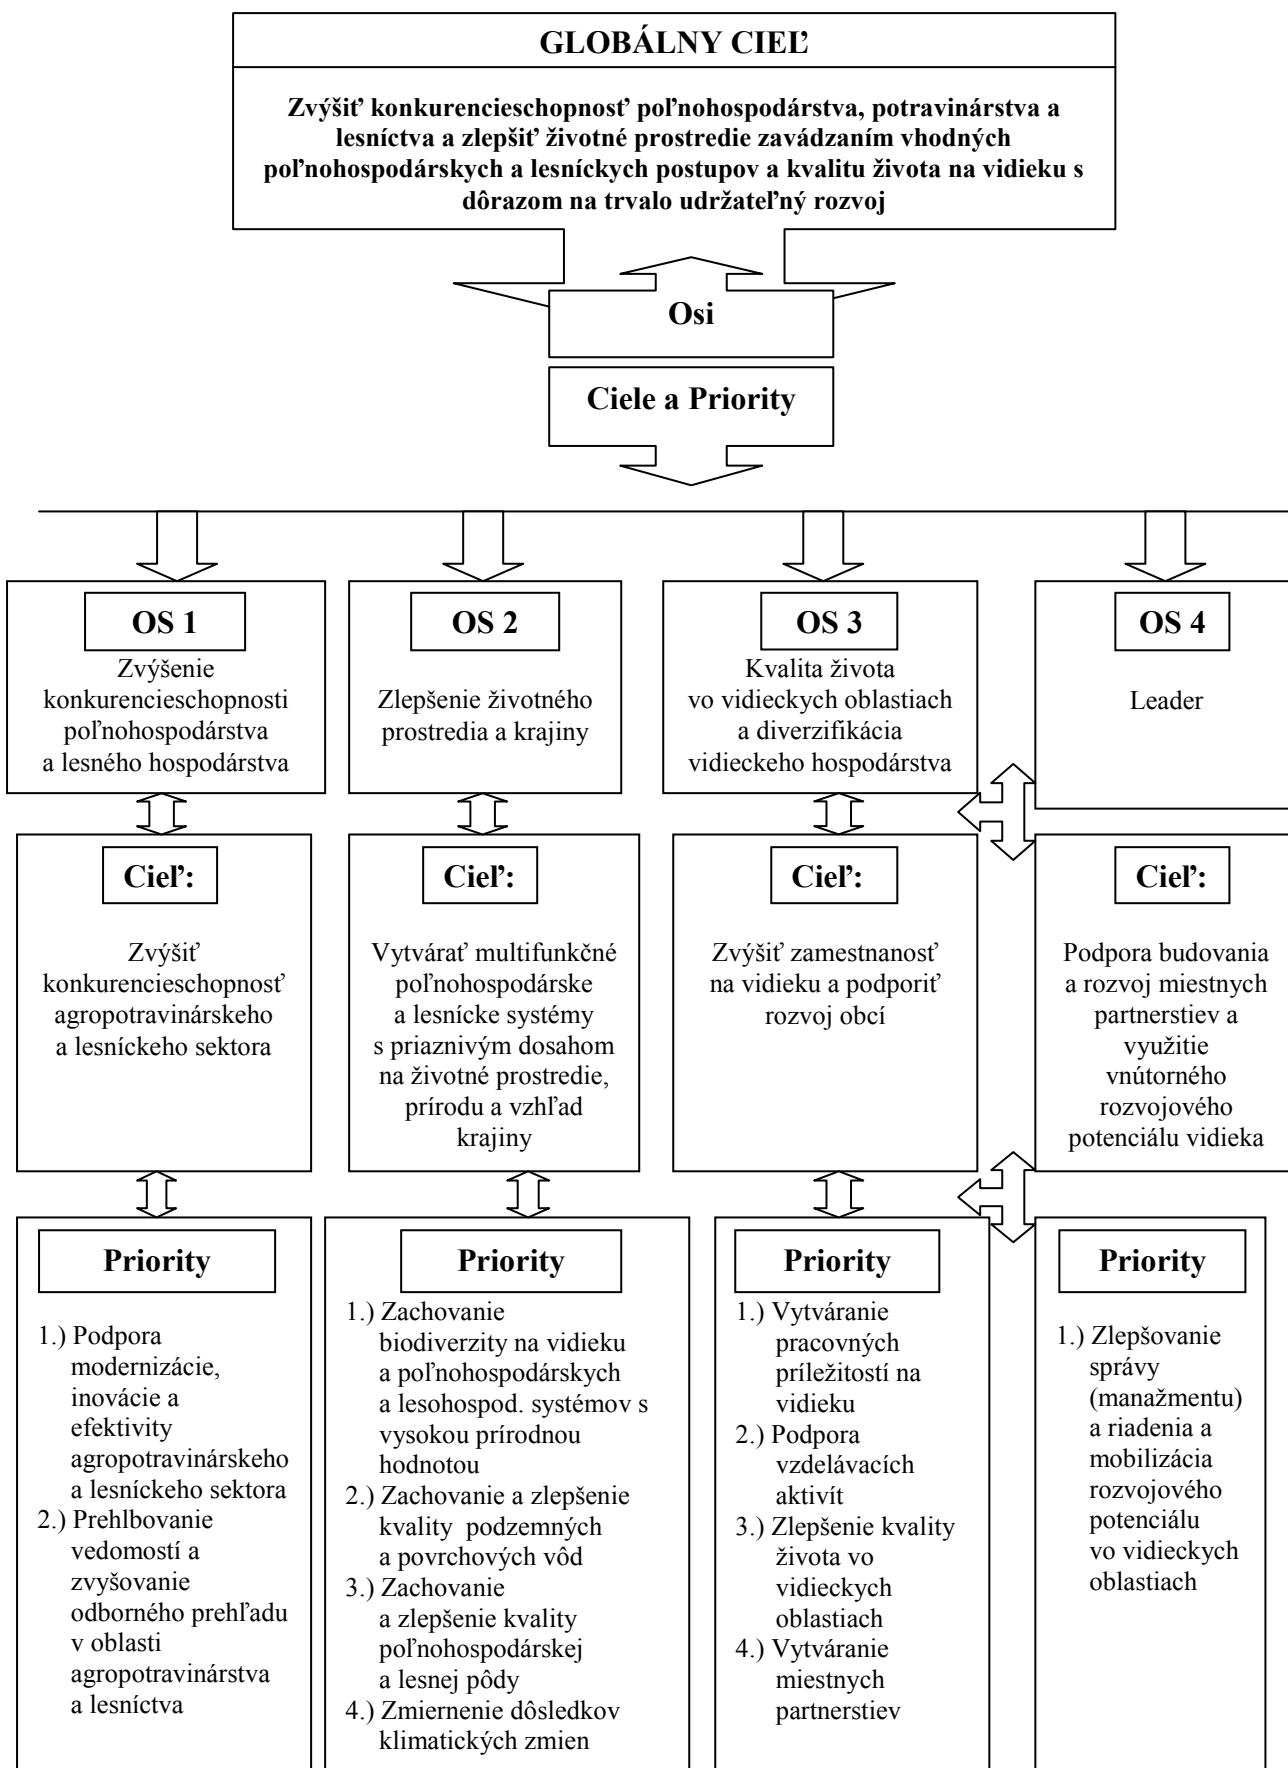 GLOBÁLNY CIEĽ
Zvýšiť konkurencieschopnosť poľnohospodárstva, potravinárstva a
lesníctva a zlepšiť životné prostredie zavádzaním vhodných
poľnohospodárskych a lesníckych postupov a kvalitu života na vidieku s
dôrazom na trvalo udržateľný rozvoj
Osi
Ciele a Priority
OS 1
Zvýšenie
konkurencieschopnosti
poľnohospodárstva
a lesného hospodárstva
OS 2
Zlepšenie životného
prostredia a krajiny
OS 3
Kvalita života
vo vidieckych oblastiach
a diverzifikácia
vidieckeho hospodárstva
OS 4
Leader
Cieľ:
Zvýšiť
konkurencieschopnosť
agropotravinárskeho
a lesníckeho sektora
Cieľ:
Vytvárať multifunkčné
poľnohospodárske
a lesnícke systémy
s priaznivým dosahom
na životné prostredie,
prírodu a vzhľad
krajiny
Cieľ:
Zvýšiť zamestnanosť
na vidieku a podporiť
rozvoj obcí
Cieľ:
Podpora budovania
a rozvoj miestnych
partnerstiev a
využitie
vnútorného
rozvojového
potenciálu vidieka
Priority
1.) Podpora
modernizácie,
inovácie a
efektivity
agropotravinárskeho
a lesníckeho sektora
2.) Prehlbovanie
vedomostí a
zvyšovanie
odborného prehľadu
v oblasti
agropotravinárstva
a lesníctva
Priority
1.) Zachovanie
biodiverzity na vidieku
a poľnohospodárskych
a lesohospod. systémov s
vysokou prírodnou
hodnotou
2.) Zachovanie a zlepšenie
kvality podzemných
a povrchových vôd
3.) Zachovanie
a zlepšenie kvality
poľnohospodárskej
a lesnej pôdy
4.) Zmiernenie dôsledkov
klimatických zmien
Priority
1.) Vytváranie
pracovných
príležitostí na
vidieku
2.) Podpora
vzdelávacích
aktivít
3.) Zlepšenie kvality
života vo
vidieckych
oblastiach
4.) Vytváranie
miestnych
partnerstiev
Priority
1.) Zlepšovanie
správy
(manažmentu)
a riadenia a
mobilizácia
rozvojového
potenciálu
vo vidieckych
oblastiach